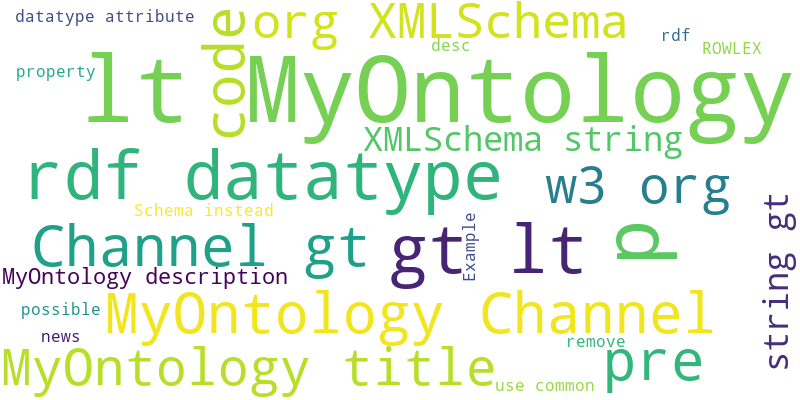 datatype attribute
org XMLSchema
code
desc
rdf
ROWLEX
property
lt MyOntology
XMLSchema string
rdf datatype
w3 org
Schema instead
Channel gt
gt lt
Example
p
string gt
MyOntology description
possible
MyOntology Channel
news
remove
MyOntology title
pre
use common